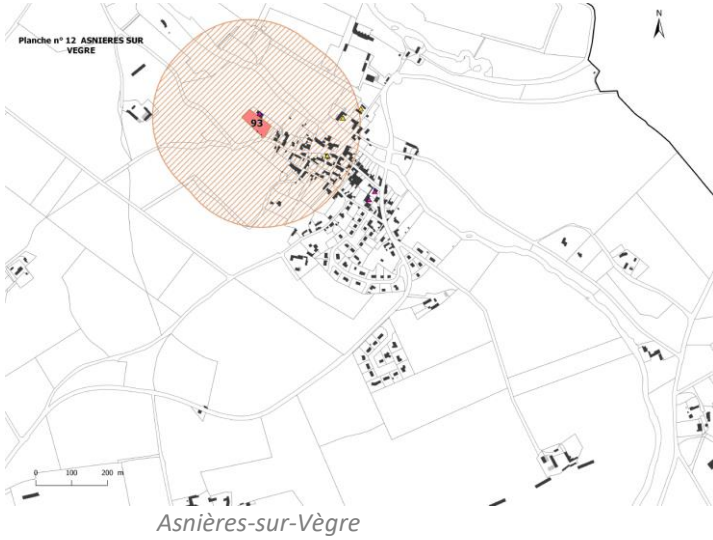 Planche n° 12 ASNIERES SUR
VEGRE
N
93
0 100 200 m
Asnières-sur-Vègre